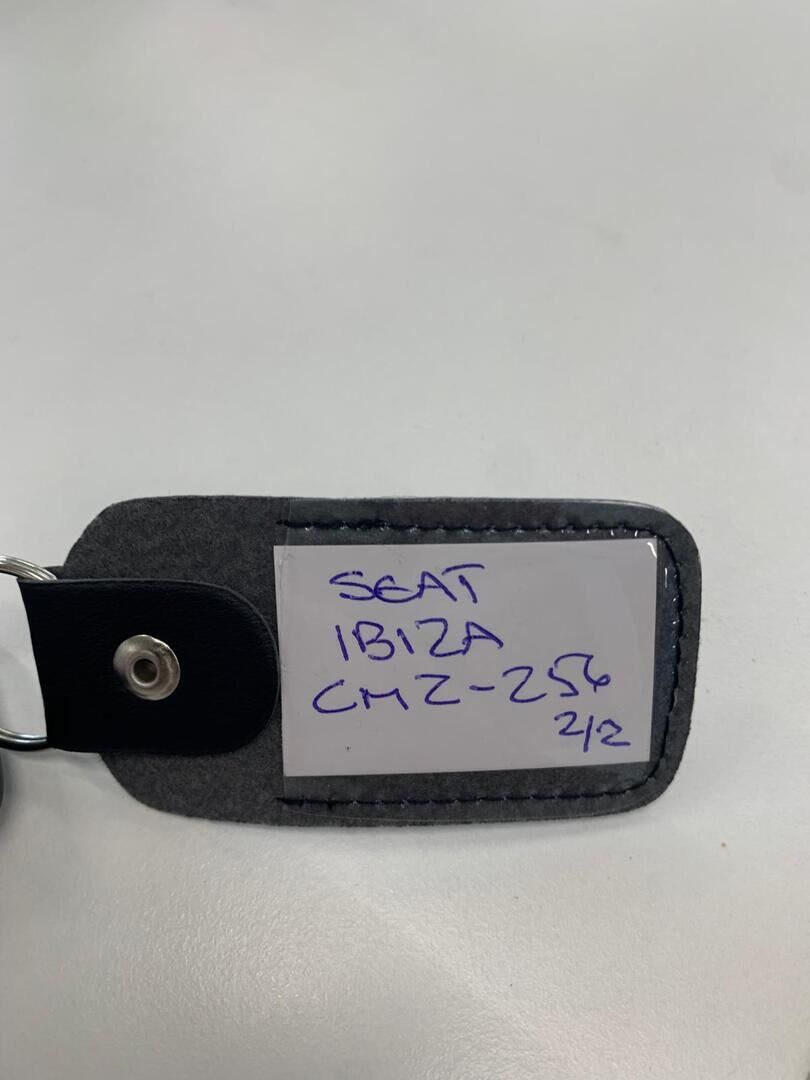 SEAT
IBIZA
CMZ-256
2/2